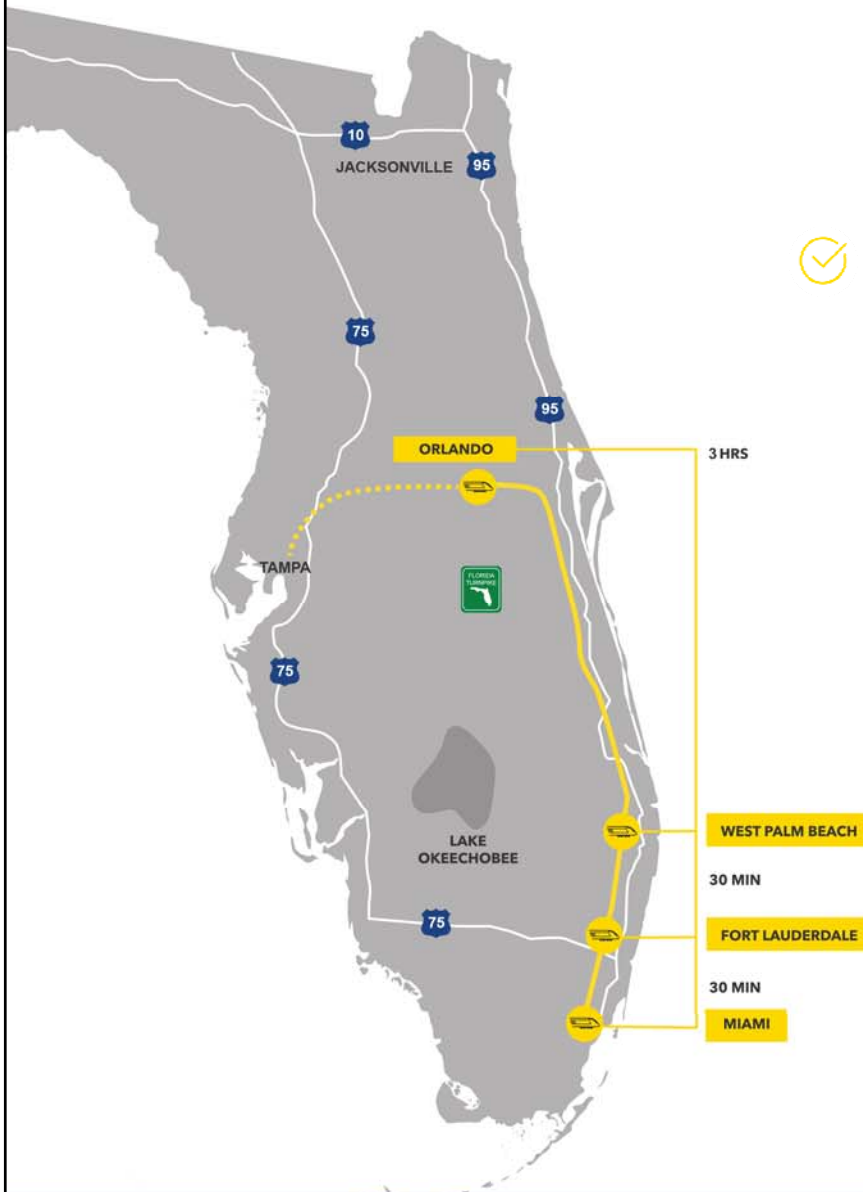 10
JACKSONVILLE
95
75
95
ORLANDO
3 HRS
TAMPA
FLORIDA
TURNPIKE
75
LAKE
OKEECHOBEE
WEST PALM BEACH
30 MIN
75
FORT LAUDERDALE
30 MIN
MIAMI